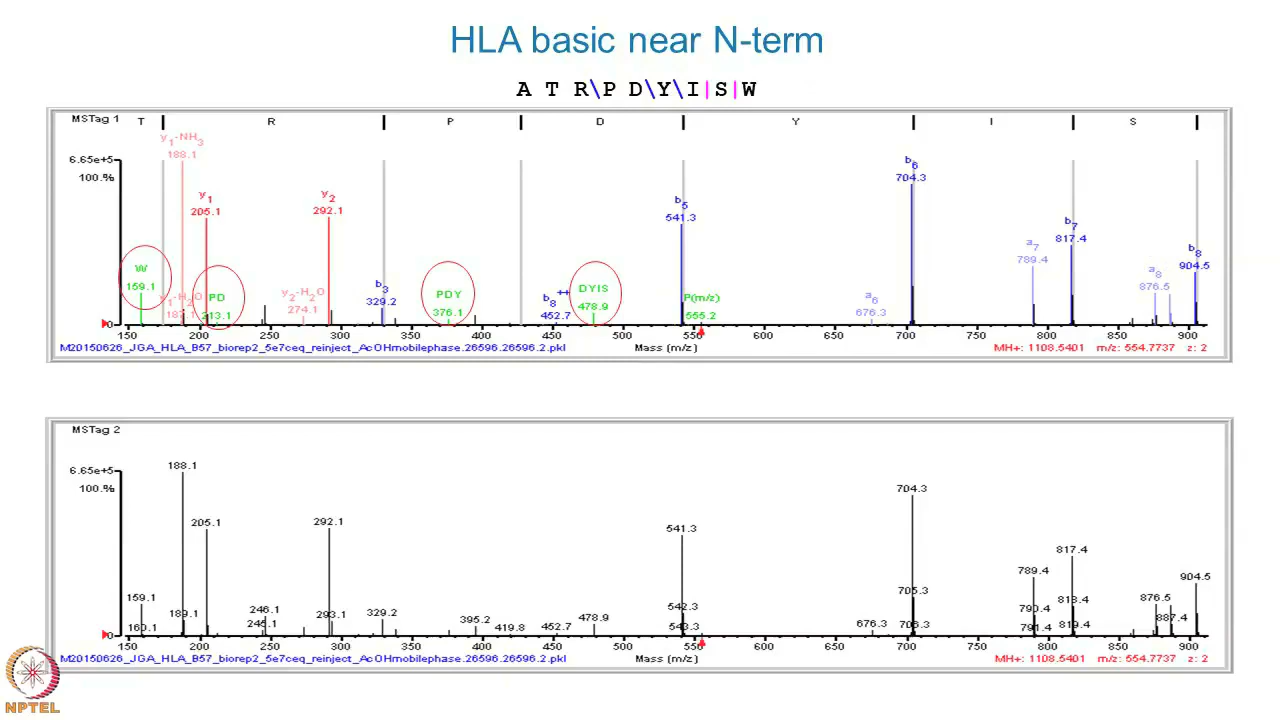 HLA basic near N-term
A T R\P D\Y\I|S|W
MSTag 1 T R P D Y I S
y1-NH3
188.1
6.65e+5
100.%
b6
704.3
y1
205.1
y2
292.1
b5
541.3
b7
817.4
a7
789.4
b8
904.5
W
159.1
y1-H2O
PD
213.1
y2-H2O
274.1
b3
329.2
PDY
376.1
b8++
452.7
DYIS
478.9
P(m/z)
555.2
a6
676.3
a8
876.5
0
150 200 250 300 350 400 450 500 550 600 650 700 750 800 850 900
M20150626_JGA_HLA_B57_biorep2_5e7ceq_reinject_AcOHmobilephase.26596.26596.2.pkl Mass (m/z) MH+: 1108.5401 m/z: 554.7737 z: 2
MSTag 2
6.65e+5
100.%
188.1
704.3
205.1
292.1
541.3
817.4
789.4
904.5
159.1
160.1
189.1
246.1
245.1
293.1
329.2
395.2
419.8
452.7
478.9
542.3
543.3
676.3
705.3
706.3
790.4
791.4
818.4
819.4
876.5
887.4
0
150 200 250 300 350 400 450 500 550 600 650 700 750 800 850 900
M20150626_JGA_HLA_B57_biorep2_5e7ceq_reinject_AcOHmobilephase.26596.26596.2.pkl Mass (m/z) MH+: 1108.5401 m/z: 554.7737 z: 2
NPTEL